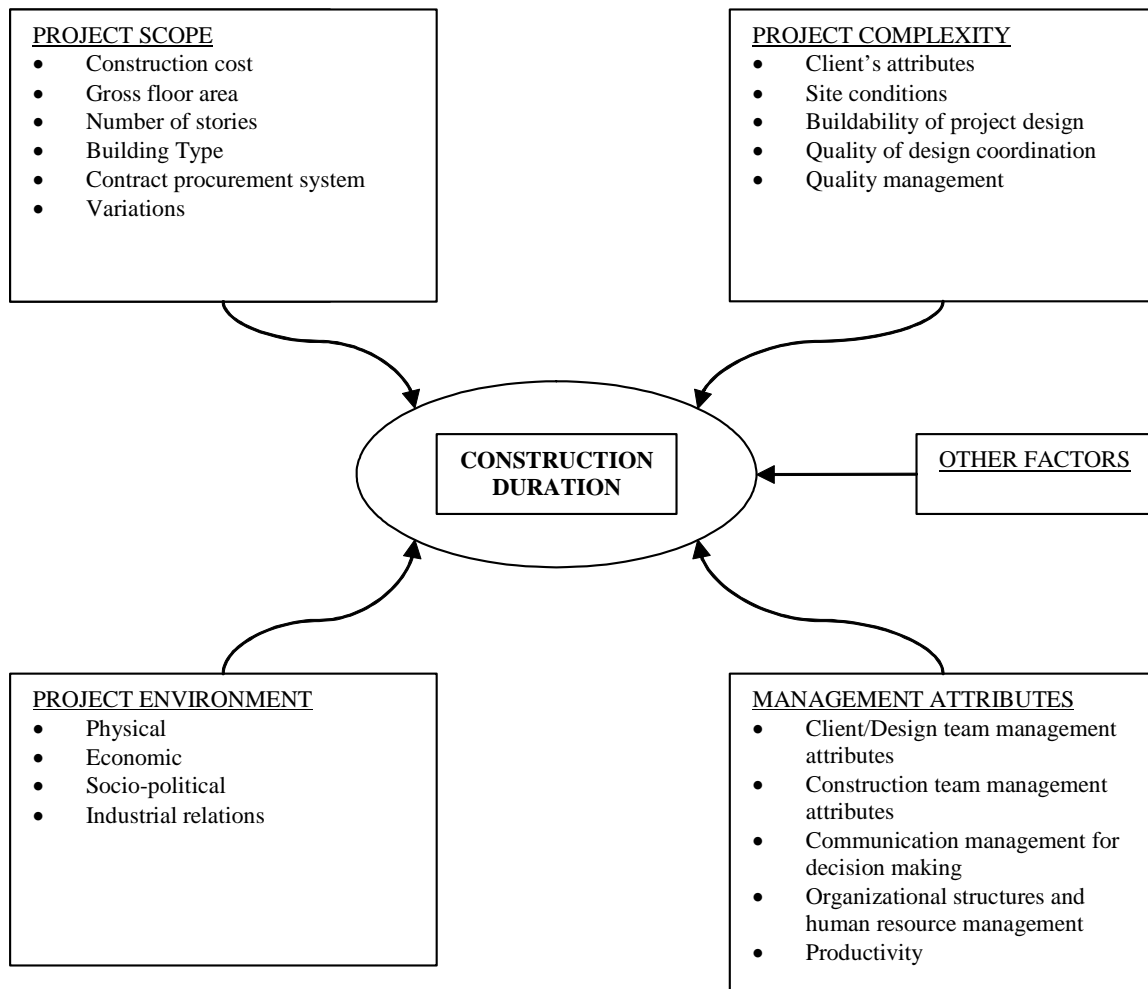 PROJECT SCOPE
• Construction cost
• Gross floor area
• Number of stories
• Building Type
• Contract procurement system
• Variations
PROJECT COMPLEXITY
• Client’s attributes
• Site conditions
• Buildability of project design
• Quality of design coordination
• Quality management
CONSTRUCTION
DURATION
OTHER FACTORS
PROJECT ENVIRONMENT
• Physical
• Economic
• Socio-political
• Industrial relations
MANAGEMENT ATTRIBUTES
• Client/Design team management
attributes
• Construction team management
attributes
• Communication management for
decision making
• Organizational structures and
human resource management
• Productivity